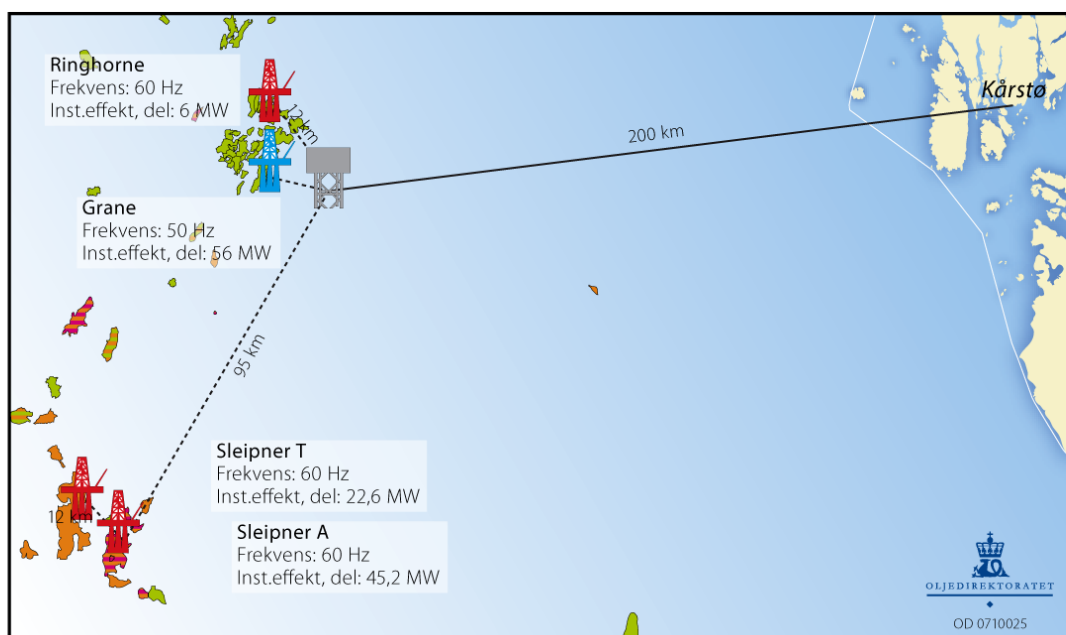 Ringhorne
Frekvens: 60 Hz
Inst.effekt, del: 6 MW
12 km
Kårstø
200 km
Grane
Frekvens: 50 Hz
Inst.effekt, del: 56 MW
95 km
Sleipner T
Frekvens: 60 Hz
Inst.effekt, del: 22,6 MW
12 km
Sleipner A
Frekvens: 60 Hz
Inst.effekt, del: 45,2 MW
OLJEDIREKTORATET
OD 0710025